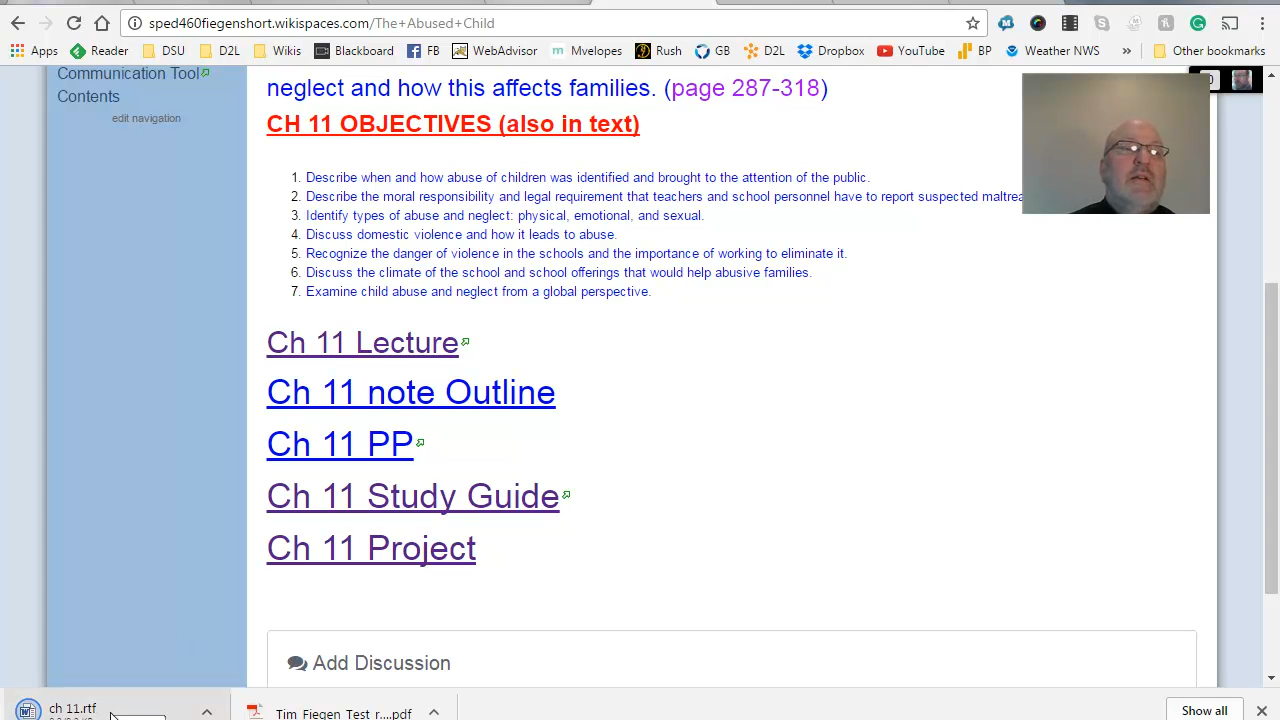 sped460fiegenshort.wikispaces.com/The+Abused+Child
Apps Reader DSU D2L Wikis Blackboard FB WebAdvisor Mvelopes Rush GB D2L Dropbox YouTube BP Weather NWS » Other bookmarks
Communication Tool
Contents
edit navigation
neglect and how this affects families. (page 287-318)
CH 11 OBJECTIVES (also in text)
1. Describe when and how abuse of children was identified and brought to the attention of the public.
2. Describe the moral responsibility and legal requirement that teachers and school personnel have to report suspected maltrea
3. Identify types of abuse and neglect: physical, emotional, and sexual.
4. Discuss domestic violence and how it leads to abuse.
5. Recognize the danger of violence in the schools and the importance of working to eliminate it.
6. Discuss the climate of the school and school offerings that would help abusive families.
7. Examine child abuse and neglect from a global perspective.
Ch 11 Lecture
Ch 11 note Outline
Ch 11 PP
Ch 11 Study Guide
Ch 11 Project
Add Discussion
ch 11.rtf
Tim Fiegen Test r....pdf
Show all